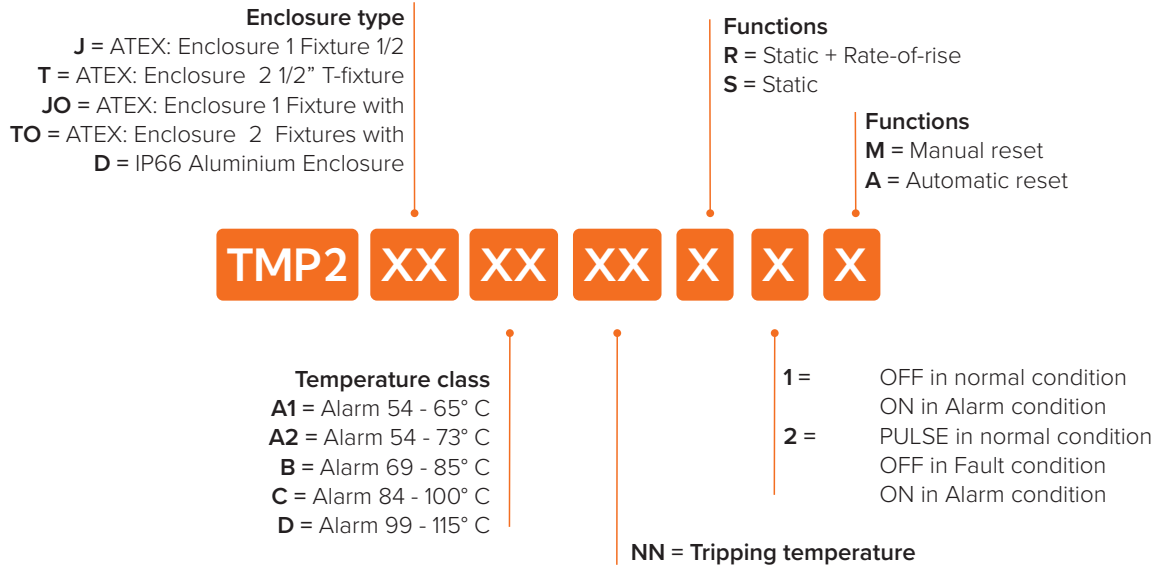 Enclosure type
J = ATEX: Enclosure 1 Fixture 1/2
T = ATEX: Enclosure 2 1/2” T-fixture
JO = ATEX: Enclosure 1 Fixture with
TO = ATEX: Enclosure 2 Fixtures with
D = IP66 Aluminium Enclosure
Functions
R = Static + Rate-of-rise
S = Static
Functions
M = Manual reset
A = Automatic reset
TMP2 XX XX XX X X X
Temperature class
A1 = Alarm 54 - 65° C
A2 = Alarm 54 - 73° C
B = Alarm 69 - 85° C
C = Alarm 84 - 100° C
D = Alarm 99 - 115° C
NN = Tripping temperature
1 = OFF in normal condition
ON in Alarm condition
2 = PULSE in normal condition
OFF in Fault condition
ON in Alarm condition